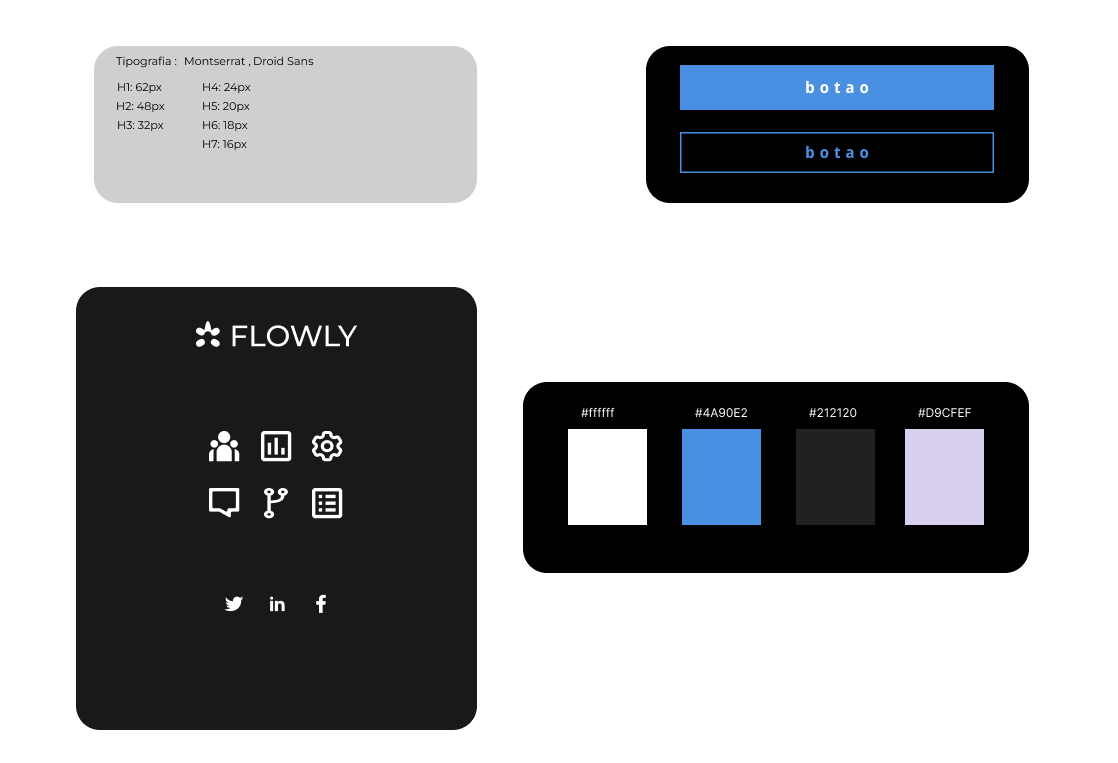 Tipografia : Montserrat , Droid Sans
H1: 62px
H2: 48px
H3: 32px
H4: 24px
H5: 20px
H6: 18px
H7: 16px
botao
botao
FLOWLY
in
#ffffff
#4A90E2
#212120
#D9CFEF